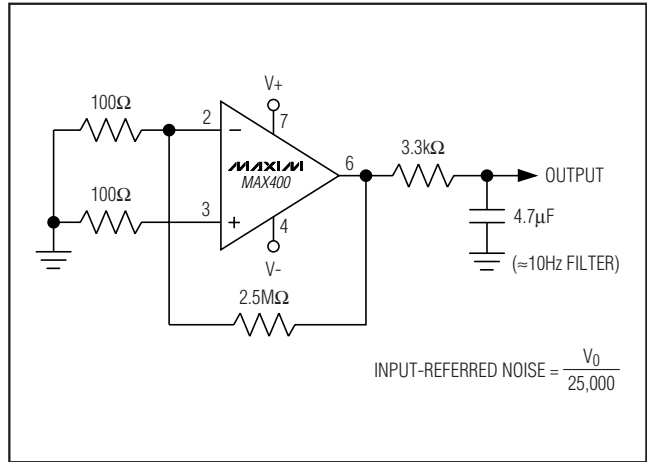 V+
100Ω
2
−
7
MAXIM
MAX400
6
3.3kΩ
OUTPUT
100Ω
3
+
4
V-
4.7μF
(≈10Hz FILTER)
2.5MΩ
INPUT-REFERRED NOISE = V0
25,000